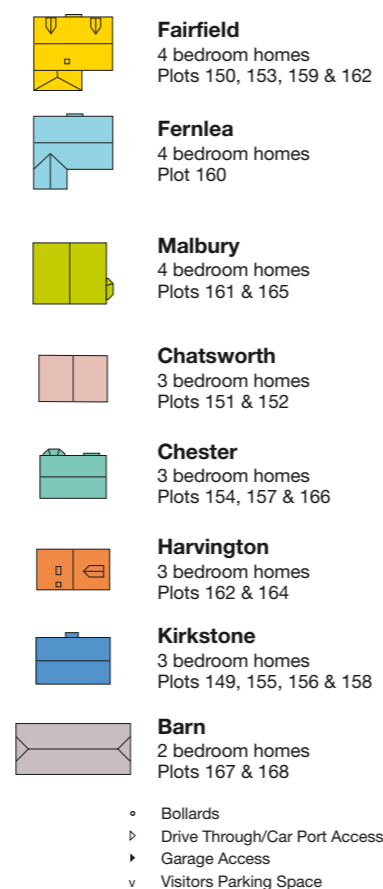 Fairfield
4 bedroom homes
Plots 150, 153, 159 & 162
Fernlea
4 bedroom homes
Plot 160
Malbury
4 bedroom homes
Plots 161 & 165
Chatsworth
3 bedroom homes
Plots 151 & 152
Chester
3 bedroom homes
Plots 154, 157 & 166
Harvington
3 bedroom homes
Plots 162 & 164
Kirkstone
3 bedroom homes
Plots 149, 155, 156 & 158
Barn
2 bedroom homes
Plots 167 & 168
Bollards
Drive Through/Car Port Access
Garage Access
v Visitors Parking Space